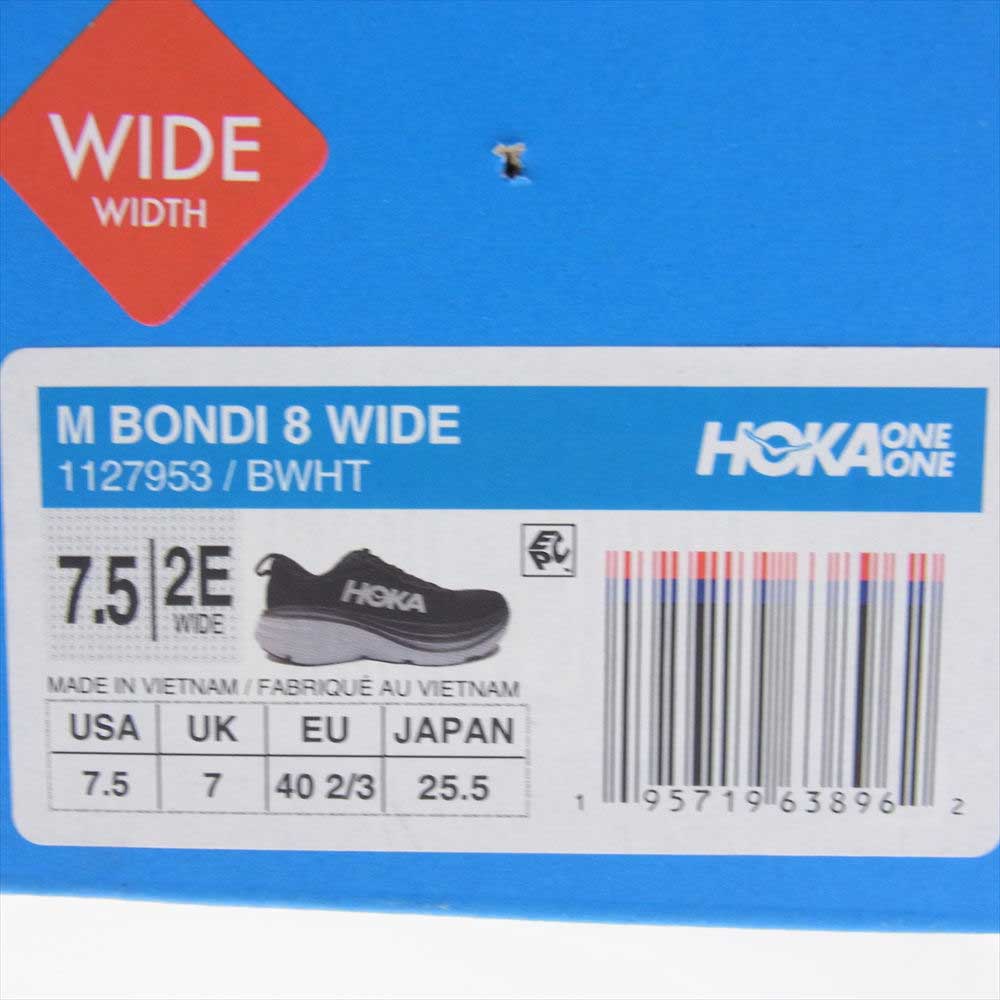 WIDE
WIDTH
M BONDI 8 WIDE
1127953 / BWHT
HOKA ONE ONE
7.5 2E
WIDE
HOKA
EPC
MADE IN VIETNAM / FABRIQUÉ AU VIETNAM
USA UK EU JAPAN
7.5 7 40 2/3 25.5
1 95719 63896 2